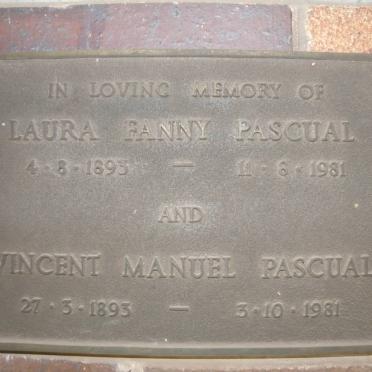 IN LOVING MEMORY OF
LAURA FANNY PASCUAL
4·8·1893 — 11·8·1981
AND
VINCENT MANUEL PASCUAL
27·3·1893 — 3·10·1981